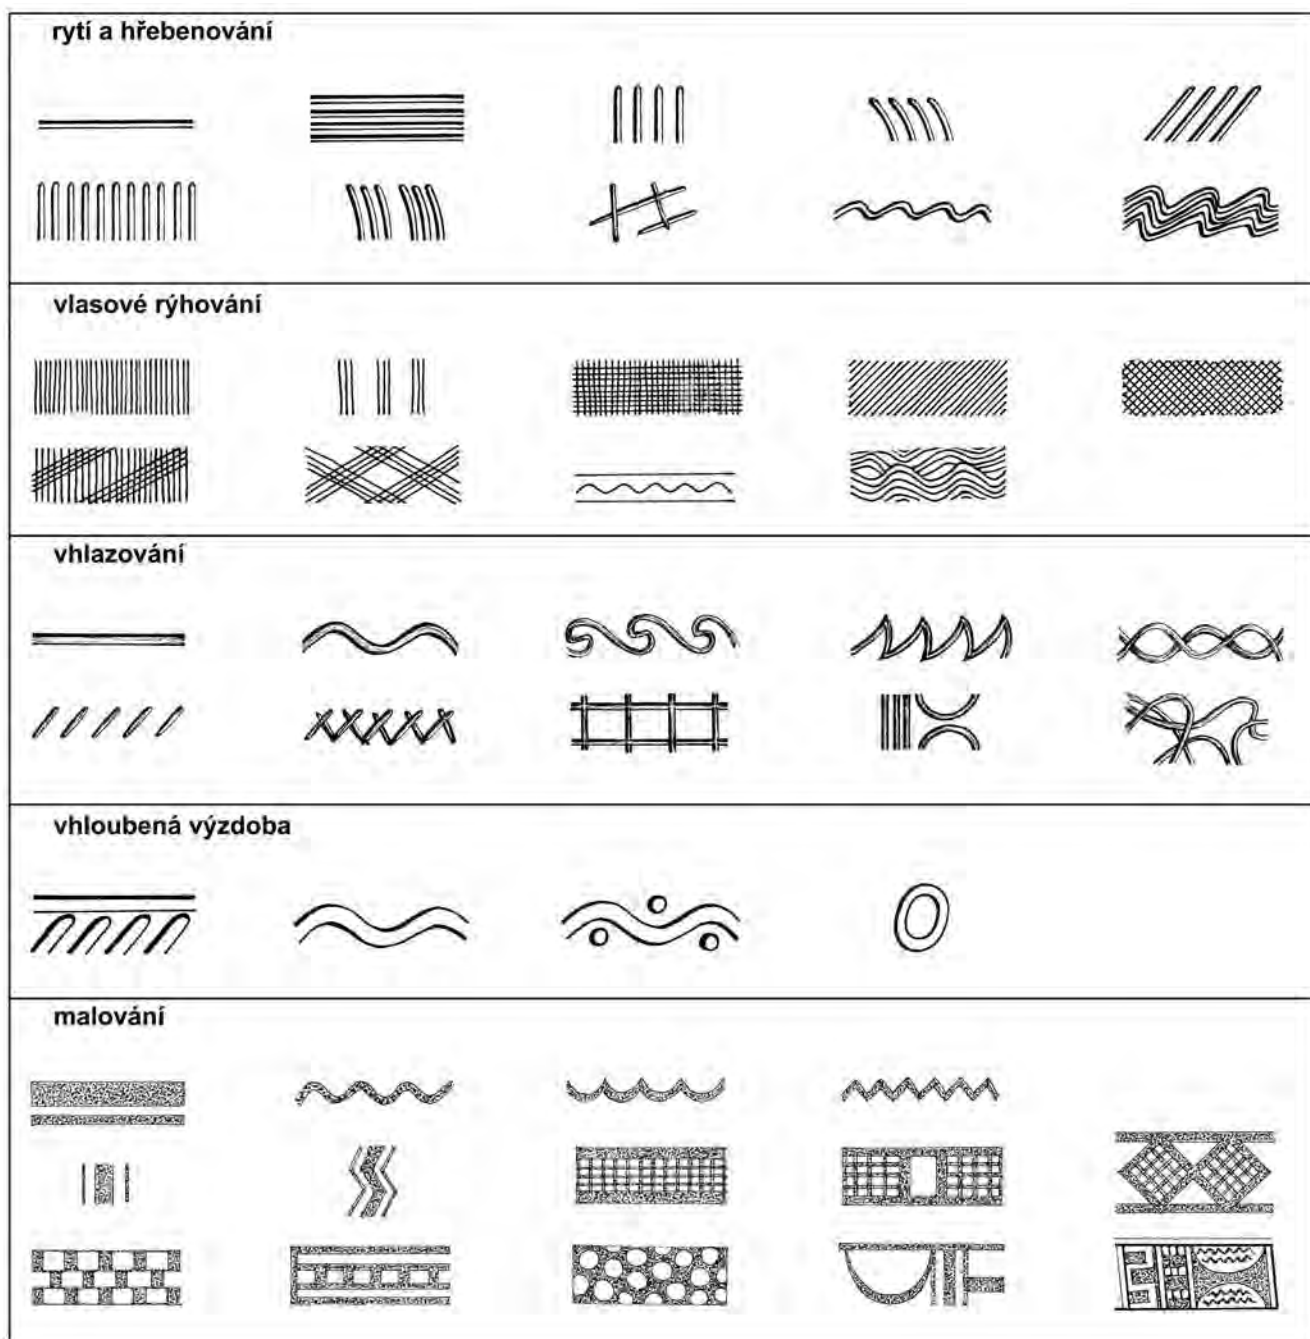 rytí a hřebenování
vlasové rýhování
vhlazování
vhloubená výzdoba
malování